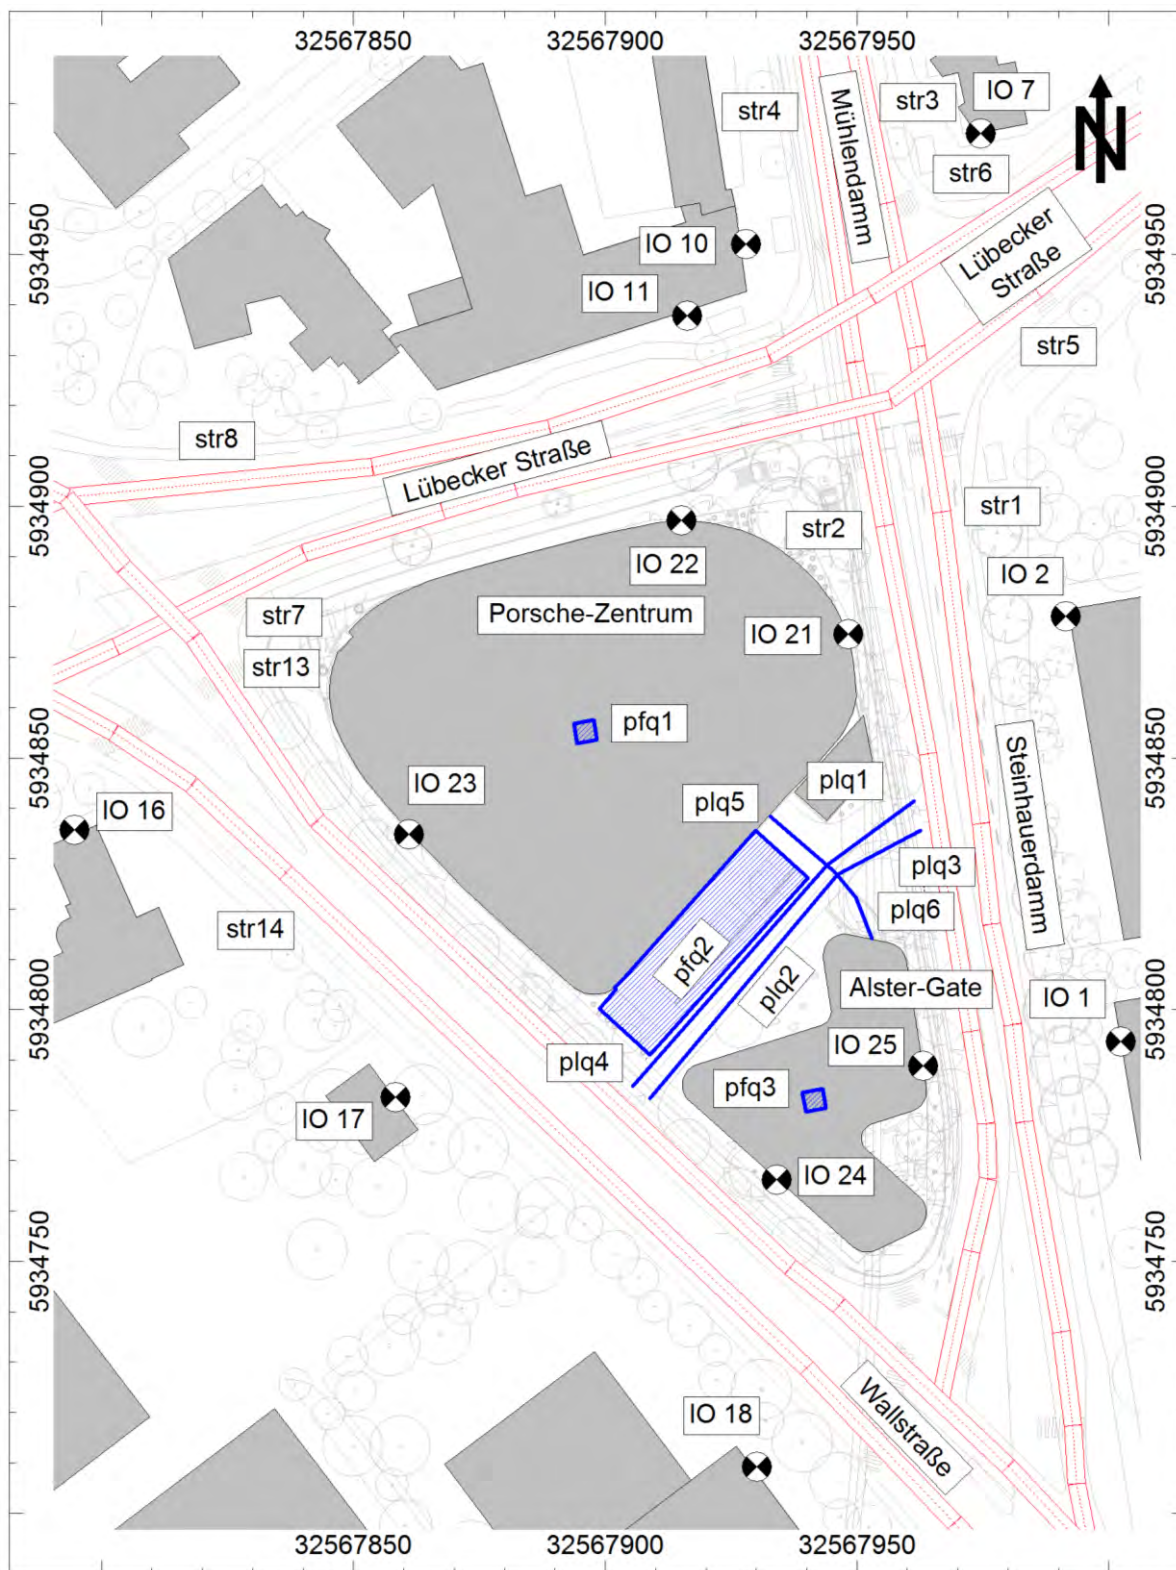 32567850
32567900
32567950
str4
Mühlendamm
str3
IO 7
N
str6
5934950
IO 10
Lübecker
Straße
5934950
IO 11
str5
str8
Lübecker Straße
5934900
str1
5934900
str2
IO 22
IO 2
str7
Porsche-Zentrum
IO 21
str13
pfq1
5934850
Steinhauerdamm
5934850
IO 23
plq5
plq1
IO 16
plq3
plq6
str14
pfq2
plq2
5934800
Alster-Gate
IO 1
5934800
plq4
IO 25
pfq3
IO 17
IO 24
5934750
5934750
Wallstraße
IO 18
32567850
32567900
32567950